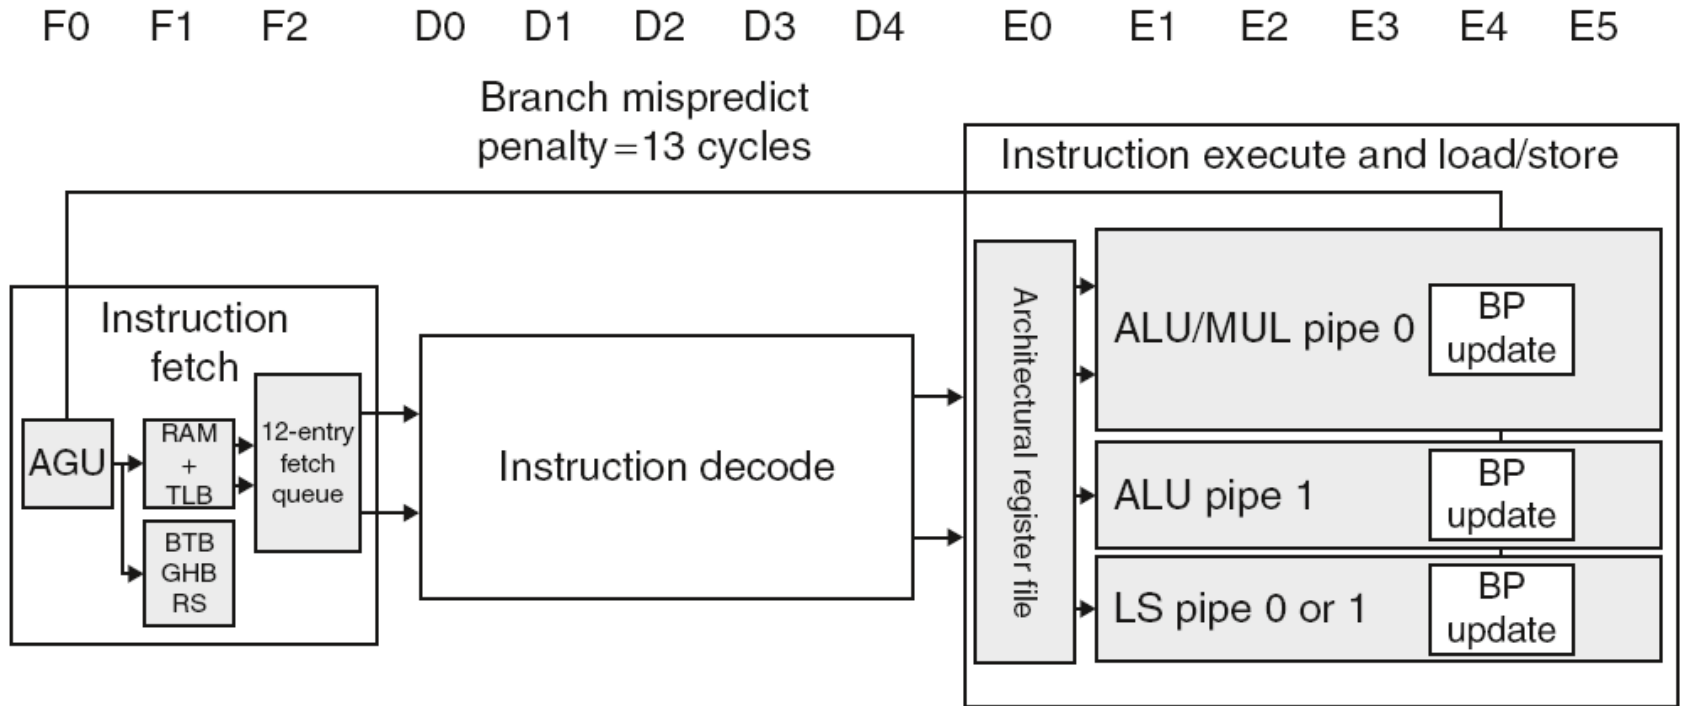 F0 F1 F2 D0 D1 D2 D3 D4 E0 E1 E2 E3 E4 E5
Branch mispredict
penalty=13 cycles
Instruction execute and load/store
Instruction
fetch
AGU
RAM
+
TLB
BTB
GHB
RS
12-entry
fetch
queue
Instruction decode
Architectural register file
ALU/MUL pipe 0
BP
update
ALU pipe 1
BP
update
LS pipe 0 or 1
BP
update